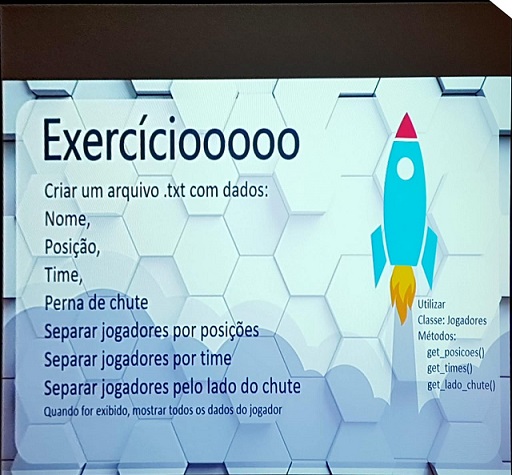 Exercíciooooo
Criar um arquivo .txt com dados:
Nome,
Posição,
Time,
Perna de chute
Separar jogadores por posições
Separar jogadores por time
Separar jogadores pelo lado do chute
Quando for exibido, mostrar todos os dados do jogador
Utilizar
Classe: Jogadores
Métodos:
get_posicoes()
get_times()
get_lado_chute()